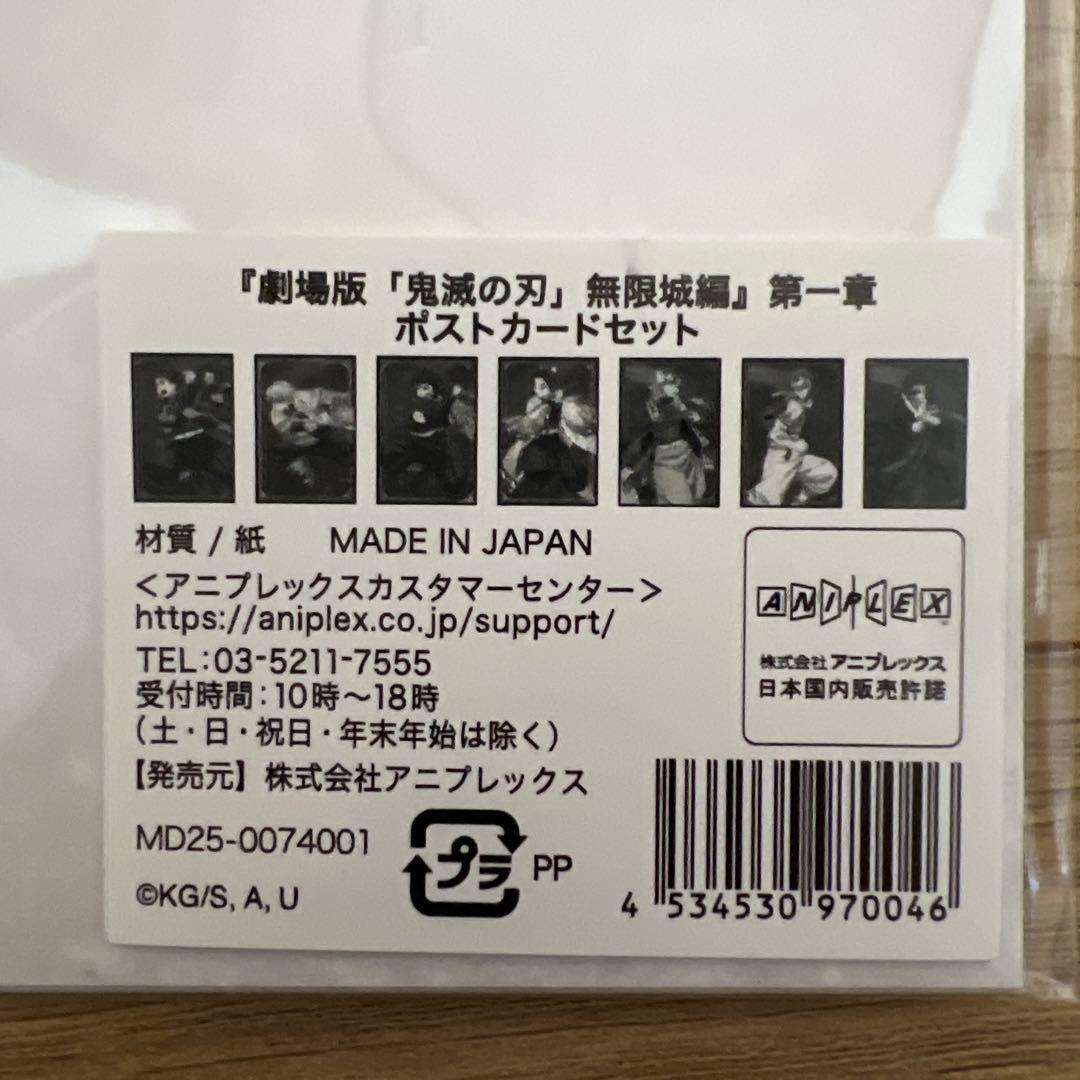 『劇場版「鬼滅の刃」無限城編』第一章
ポストカードセット
材質 / 紙 MADE IN JAPAN
＜アニプレックスカスタマーセンター＞
https://aniplex.co.jp/support/
TEL:03-5211-7555
受付時間:10時～18時
(土・日・祝日・年末年始は除く)
【発売元】株式会社アニプレックス
MD25-0074001
©KG/S, A, U
プラ PP
ANIPLEX
株式会社アニプレックス
日本国内販売許諾
4 534530 970046